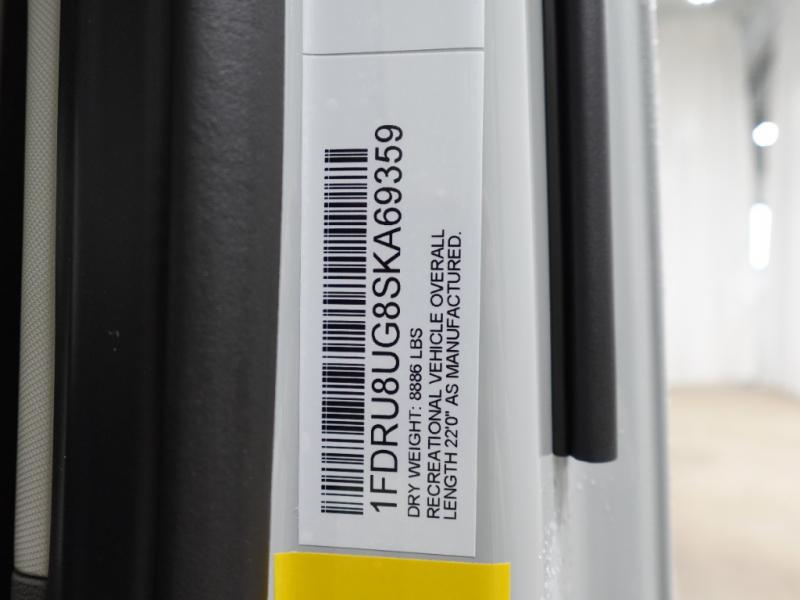 1FDRU8UG8SKA69359
DRY WEIGHT: 8886 LBS
RECREATIONAL VEHICLE OVERALL
LENGTH 22'0" AS MANUFACTURED.